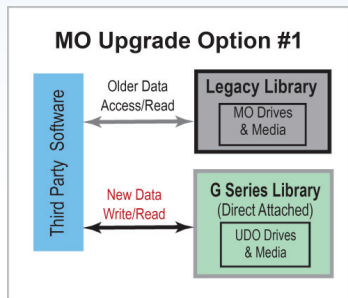 MO Upgrade Option #1
Third Party Software
Older Data
Access/Read
Legacy Library
MO Drives
& Media
New Data
Write/Read
G Series Library
(Direct Attached)
UDO Drives
& Media